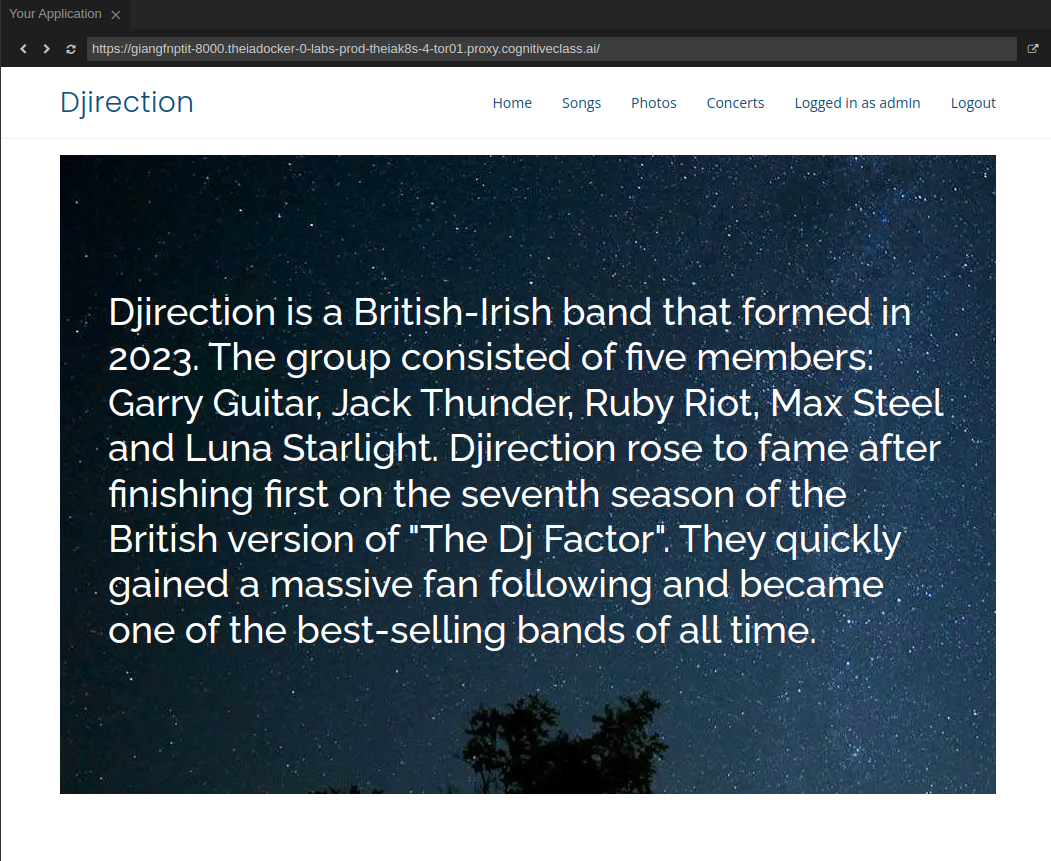 Your Application
https://giangfnptit-8000.theiadocker-0-labs-prod-theiak8s-4-tor01.proxy.cognitiveclass.ai/
Djirection
Home Songs Photos Concerts Logged in as admin Logout
Djirection is a British-Irish band that formed in
2023. The group consisted of five members:
Garry Guitar, Jack Thunder, Ruby Riot, Max Steel
and Luna Starlight. Djirection rose to fame after
finishing first on the seventh season of the
British version of "The Dj Factor". They quickly
gained a massive fan following and became
one of the best-selling bands of all time.